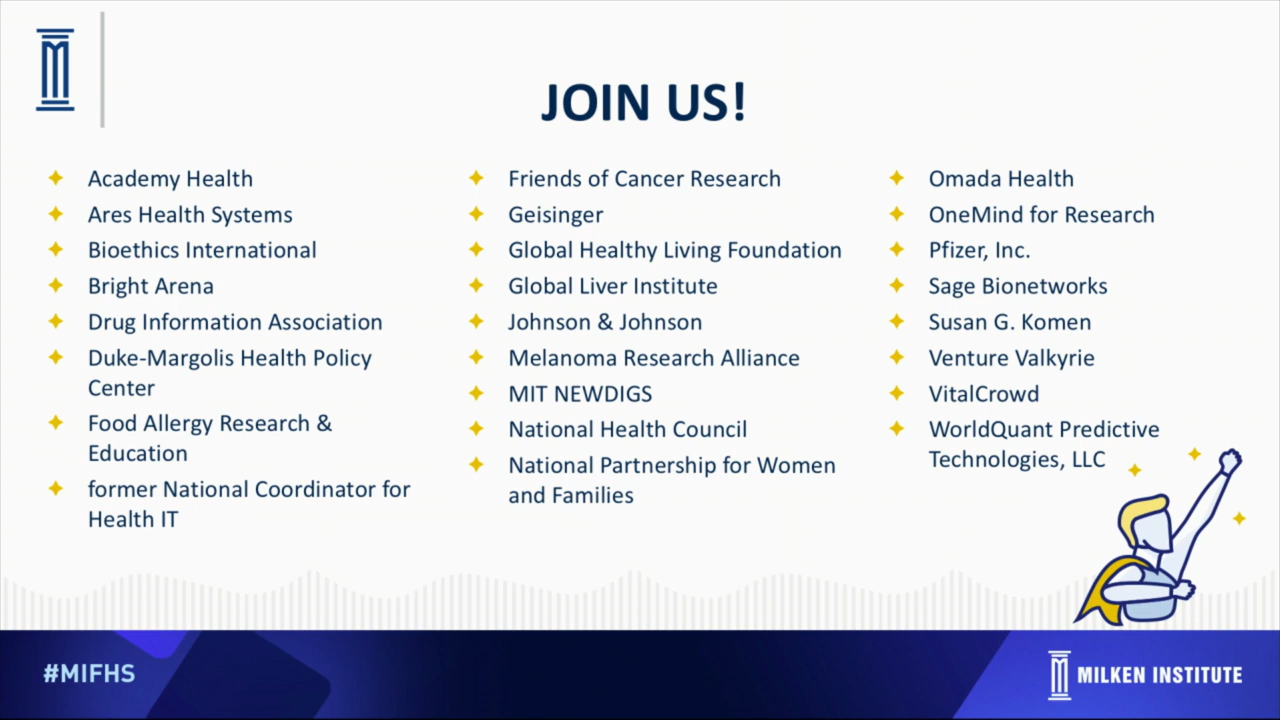 JOIN US!
Academy Health
Ares Health Systems
Bioethics International
Bright Arena
Drug Information Association
Duke-Margolis Health Policy
Center
Food Allergy Research &
Education
former National Coordinator for
Health IT
Friends of Cancer Research
Geisinger
Global Healthy Living Foundation
Global Liver Institute
Johnson & Johnson
Melanoma Research Alliance
MIT NEWDIGS
National Health Council
National Partnership for Women
and Families
Omada Health
OneMind for Research
Pfizer, Inc.
Sage Bionetworks
Susan G. Komen
Venture Valkyrie
VitalCrowd
WorldQuant Predictive
Technologies, LLC
#MIFHS
MILKEN INSTITUTE